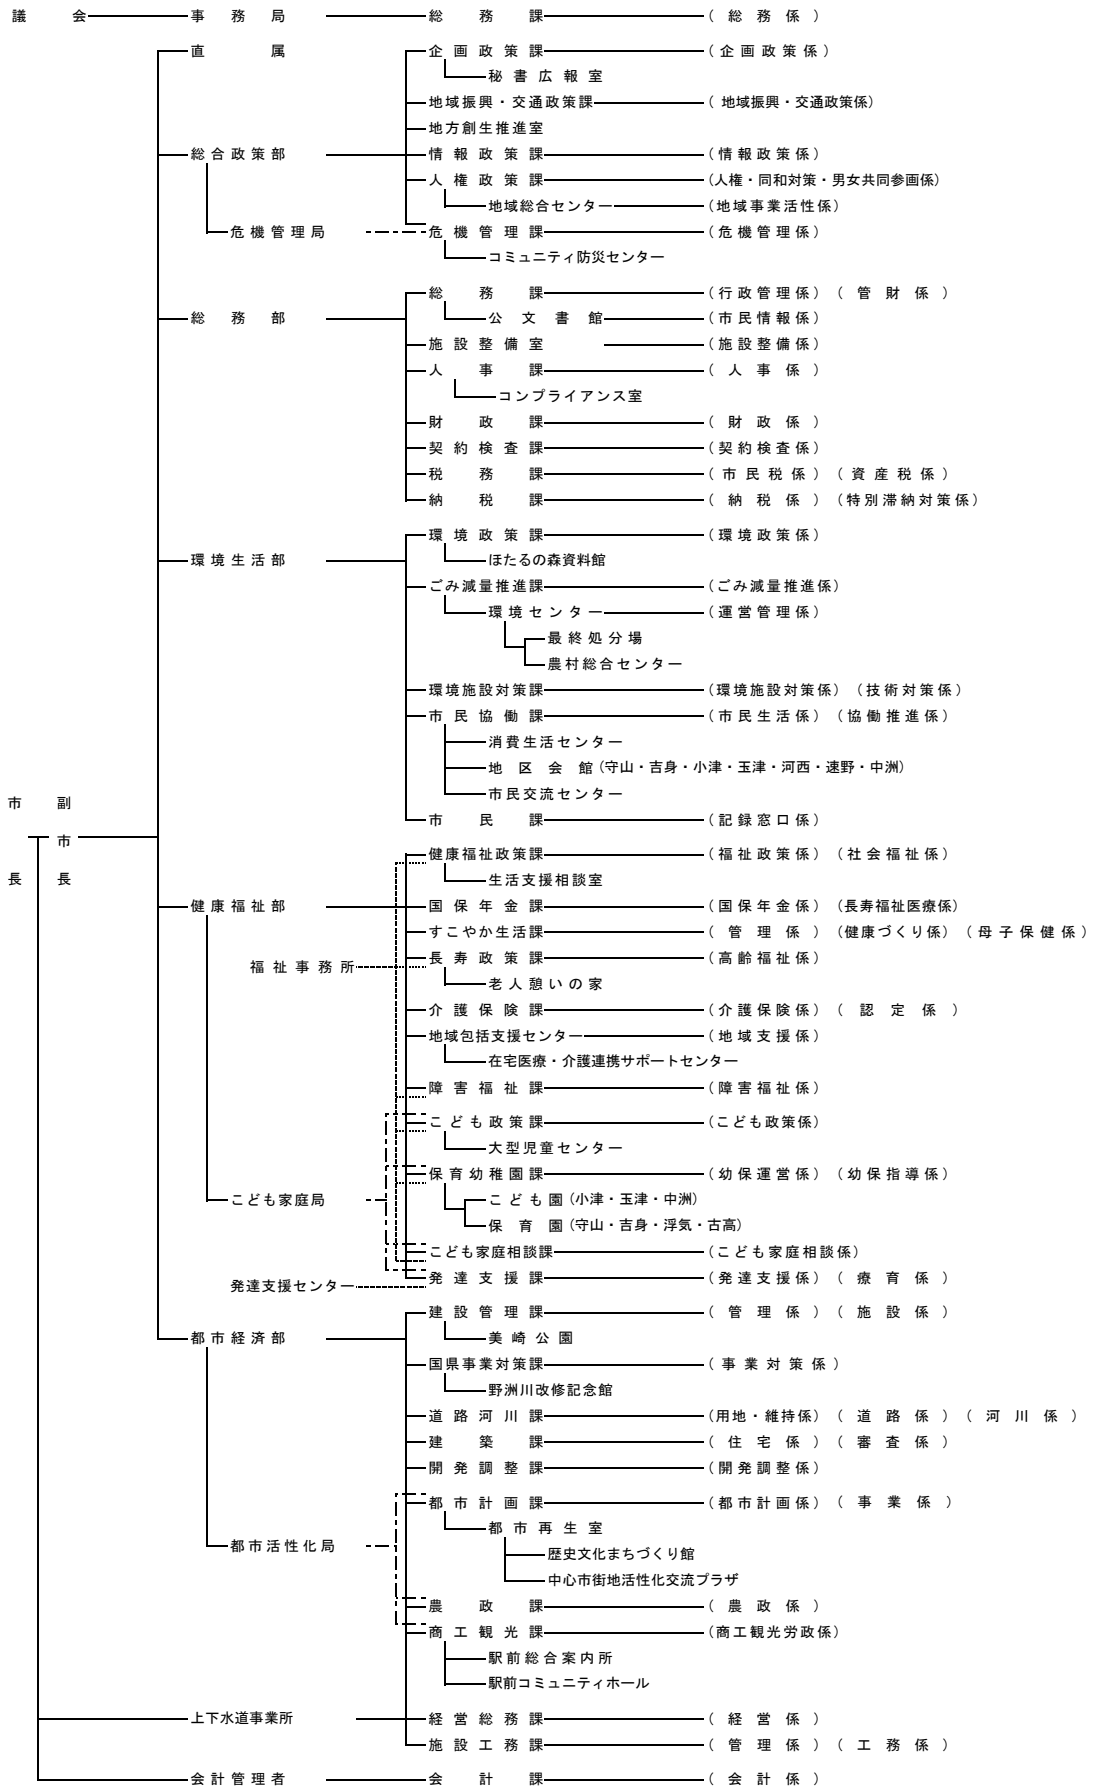 議会 事務局 総務課 (総務係)
直属 企画政策課 (企画政策係)
秘書広報室
地域振興・交通政策課 (地域振興・交通政策係)
地方創生推進室
総合政策部 情報政策課 (情報政策係)
人権政策課 (人権・同和対策・男女共同参画係)
地域総合センター (地域事業活性係)
危機管理局 危機管理課 (危機管理係)
コミュニティ防災センター
総務課 (行政管理係) (管財係)
総務部 公文書館 (市民情報係)
施設整備室 (施設整備係)
人事課 (人事係)
コンプライアンス室
財政課 (財政係)
契約検査課 (契約検査係)
税務課 (市民税係) (資産税係)
納税課 (納税係) (特別滞納対策係)
環境政策課 (環境政策係)
環境生活部 ほたるの森資料館
ごみ減量推進課 (ごみ減量推進係)
環境センター (運営管理係)
最終処分場
農村総合センター
環境施設対策課 (環境施設対策係) (技術対策係)
市民協働課 (市民生活係) (協働推進係)
消費生活センター
地区会館 (守山・吉身・小津・玉津・河西・速野・中洲)
市民交流センター
市長 副市長
市民課 (記録窓口係)
健康福祉政策課 (福祉政策係) (社会福祉係)
生活支援相談室
健康福祉部 国保年金課 (国保年金係) (長寿福祉医療係)
すこやか生活課 (管理係) (健康づくり係) (母子保健係)
長寿政策課 (高齢福祉係)
福祉事務所
老人憩いの家
介護保険課 (介護保険係) (認定係)
地域包括支援センター (地域支援係)
在宅医療・介護連携サポートセンター
障害福祉課 (障害福祉係)
こども政策課 (こども政策係)
大型児童センター
保育幼稚園課 (幼保運営係) (幼保指導係)
こども家庭局 こども園 (小津・玉津・中洲)
保育園 (守山・吉身・浮気・古高)
こども家庭相談課 (こども家庭相談係)
発達支援センター 発達支援課 (発達支援係) (療育係)
建設管理課 (管理係) (施設係)
都市経済部 美崎公園
国県事業対策課 (事業対策係)
野洲川改修記念館
道路河川課 (用地・維持係) (道路係) (河川係)
建築課 (住宅係) (審査係)
開発調整課 (開発調整係)
都市計画課 (都市計画係) (事業係)
都市再生室
都市活性化局
歴史文化まちづくり館
中心市街地活性化交流プラザ
農政課 (農政係)
商工観光課 (商工観光労政係)
駅前総合案内所
駅前コミュニティホール
上下水道事業所 経営総務課 (経営係)
施設工務課 (管理係) (工務係)
会計管理者 会計課 (会計係)